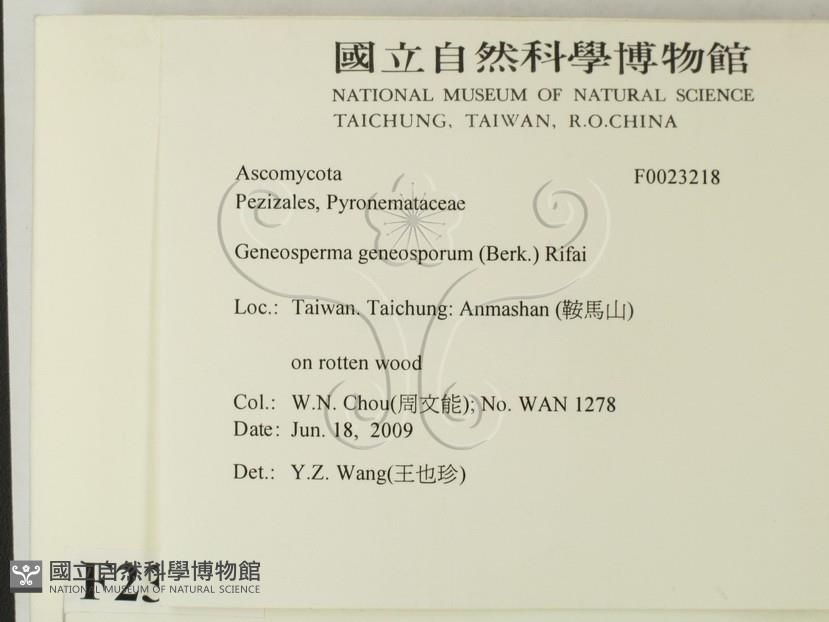 國立自然科學博物館
NATIONAL MUSEUM OF NATURAL SCIENCE
TAICHUNG, TAIWAN, R.O.CHINA
Ascomycota F0023218
Pezizales, Pyronemataceae
Geneosperma geneosporum (Berk.) Rifai
Loc.: Taiwan. Taichung: Anmashan (鞍馬山)
on rotten wood
Col.: W.N. Chou(周文能); No. WAN 1278
Date: Jun. 18, 2009
Det.: Y.Z. Wang(王也珍)
國立自然科學博物館
NATIONAL MUSEUM OF NATURAL SCIENCE